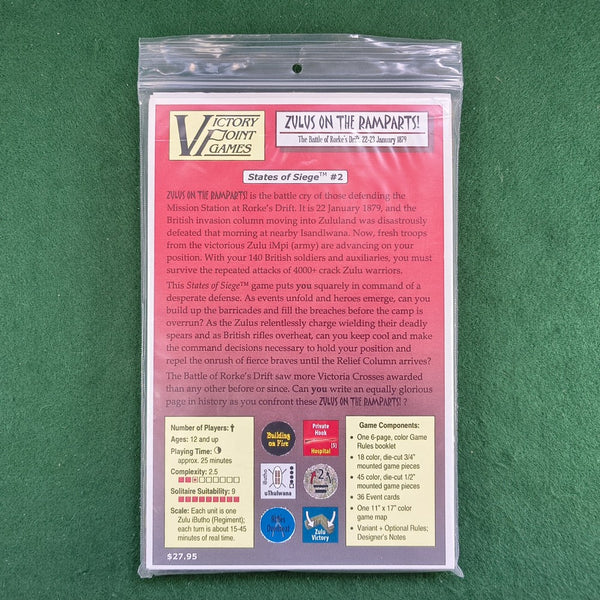 VICTORY
POINT
GAMES
ZULUS ON THE RAMPARTS!
The Battle of Rorke's Drift, 22-23 January 1879
States of Siege™ #2
ZULUS ON THE RAMPARTS! is the battle cry of those defending the
Mission Station at Rorke's Drift. It is 22 January 1879, and the
British invasion column moving into Zululand was disastrously
defeated that morning at nearby Isandlwana. Now, fresh troops
from the victorious Zulu iMpi (army) are advancing on your
position. With your 140 British soldiers and auxiliaries, you must
survive the repeated attacks of 4000+ crack Zulu warriors.
This States of Siege™ game puts you squarely in command of a
desperate defense. As events unfold and heroes emerge, can you
build up the barricades and fill the breaches before the camp is
overrun? As the Zulus relentlessly charge wielding their deadly
spears and as British rifles overheat, can you keep cool and make
the command decisions necessary to hold your position and
repel the onrush of fierce braves until the Relief Column arrives?
The Battle of Rorke's Drift saw more Victoria Crosses awarded
than any other before or since. Can you write an equally glorious
page in history as you confront these ZULUS ON THE RAMPARTS! ?
Number of Players:
Ages: 12 and up
Playing Time:
approx. 25 minutes
Complexity: 2.5
Solitaire Suitability: 9
Scale: Each unit is one
Zulu iButho (Regiment);
each turn is about 15-45
minutes of real time.
$27.95
Building
on Fire
Private
Hook
[5]
Hospital
iButho
uThulwana
2
Rifles
Overheat
Zulu
Victory
Game Components:
• One 6-page, color Game
Rules booklet
• 18 color, die-cut 3/4"
mounted game pieces
• 45 color, die-cut 1/2"
mounted game pieces
• 36 Event cards
• One 11" x 17" color
game map
• Variant + Optional Rules;
Designer's Notes